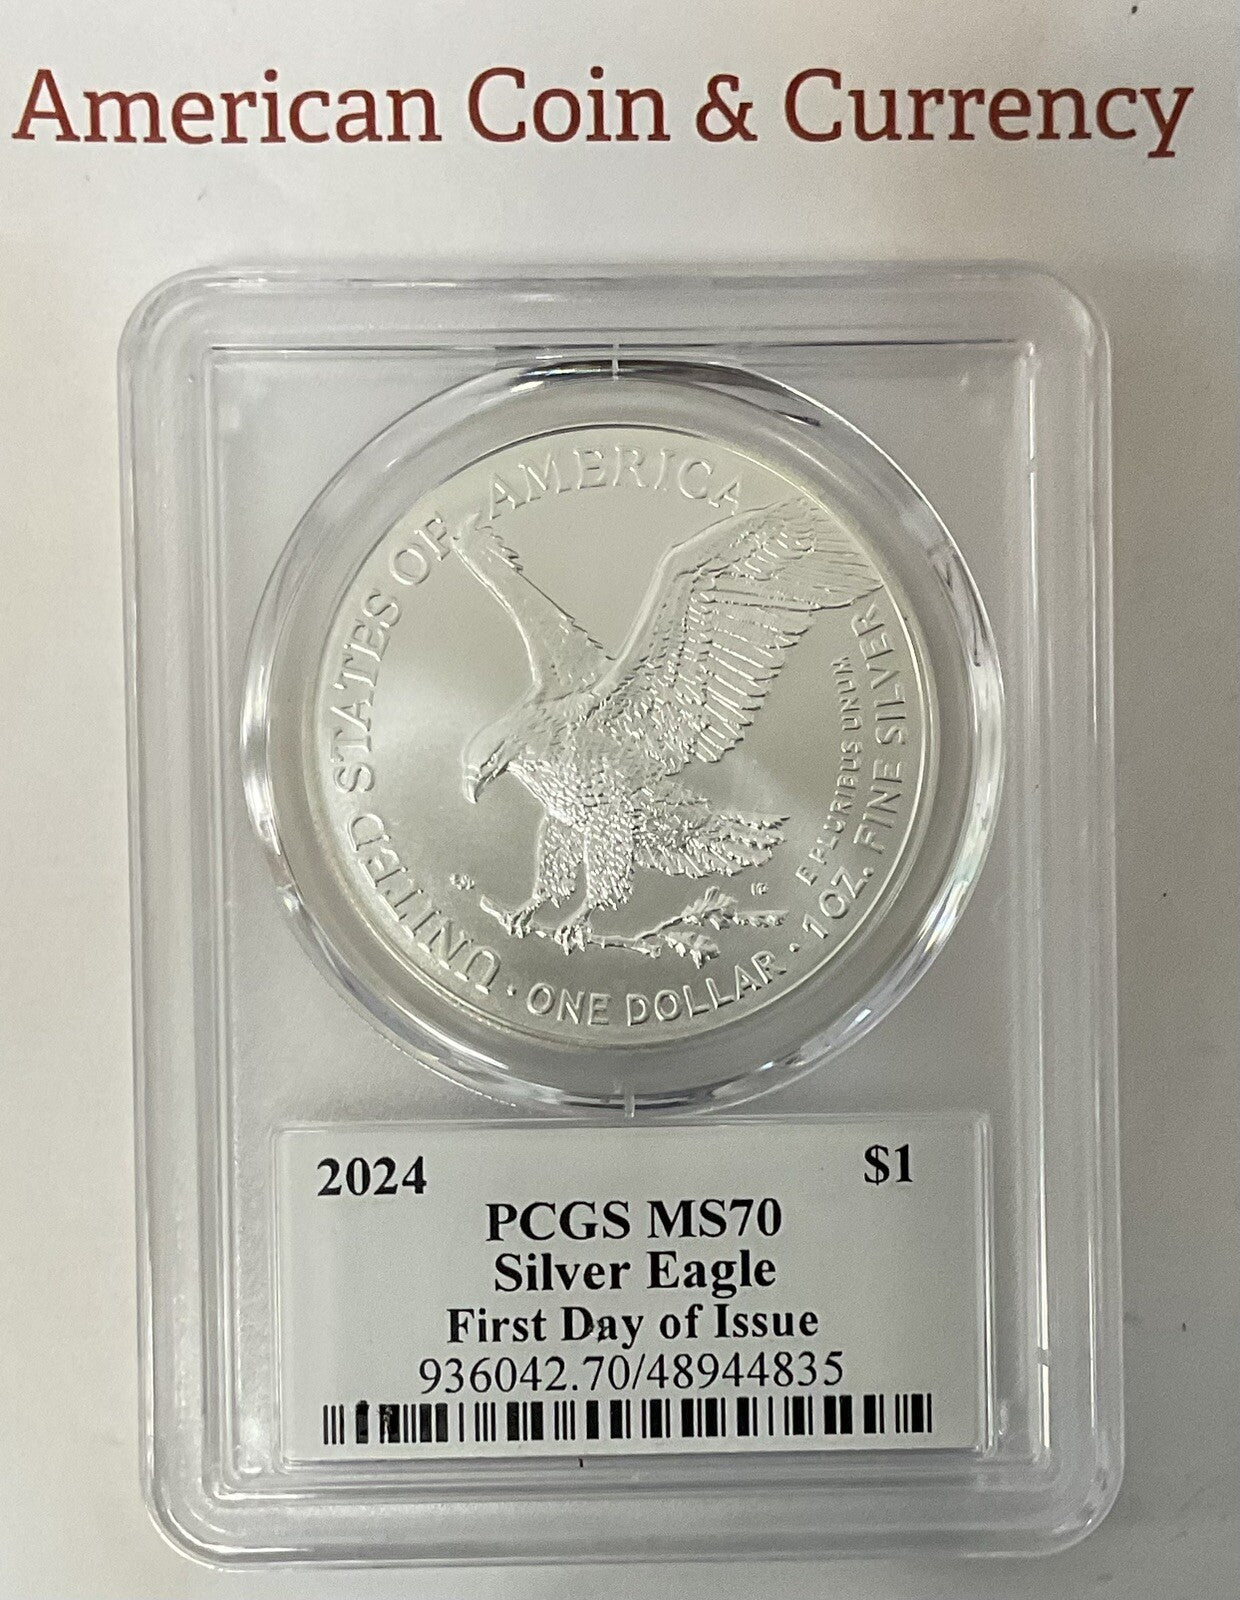 American Coin & Currency
UNITED STATES OF AMERICA
E PLURIBUS UNUM
1 OZ. FINE SILVER
· ONE DOLLAR ·
2024 $1
PCGS MS70
Silver Eagle
First Day of Issue
936042.70/48944835